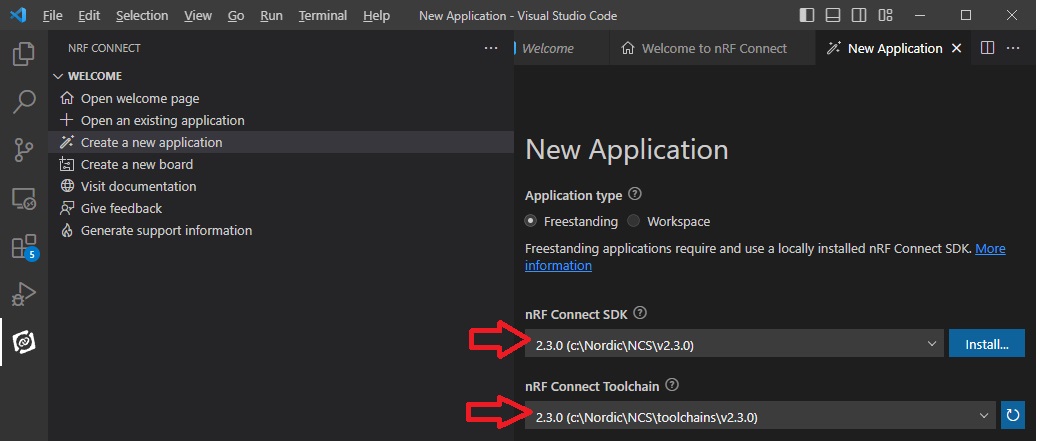 File Edit Selection View Go Run Terminal Help New Application - Visual Studio Code
NRF CONNECT
WELCOME
Open welcome page
Open an existing application
Create a new application
Create a new board
Visit documentation
Give feedback
Generate support information
5
Welcome Welcome to nRF Connect New Application
New Application
Application type
Freestanding Workspace
Freestanding applications require and use a locally installed nRF Connect SDK. More
information
nRF Connect SDK
2.3.0 (c:\Nordic\NCS\v2.3.0) Install...
nRF Connect Toolchain
2.3.0 (c:\Nordic\NCS\toolchains\v2.3.0)